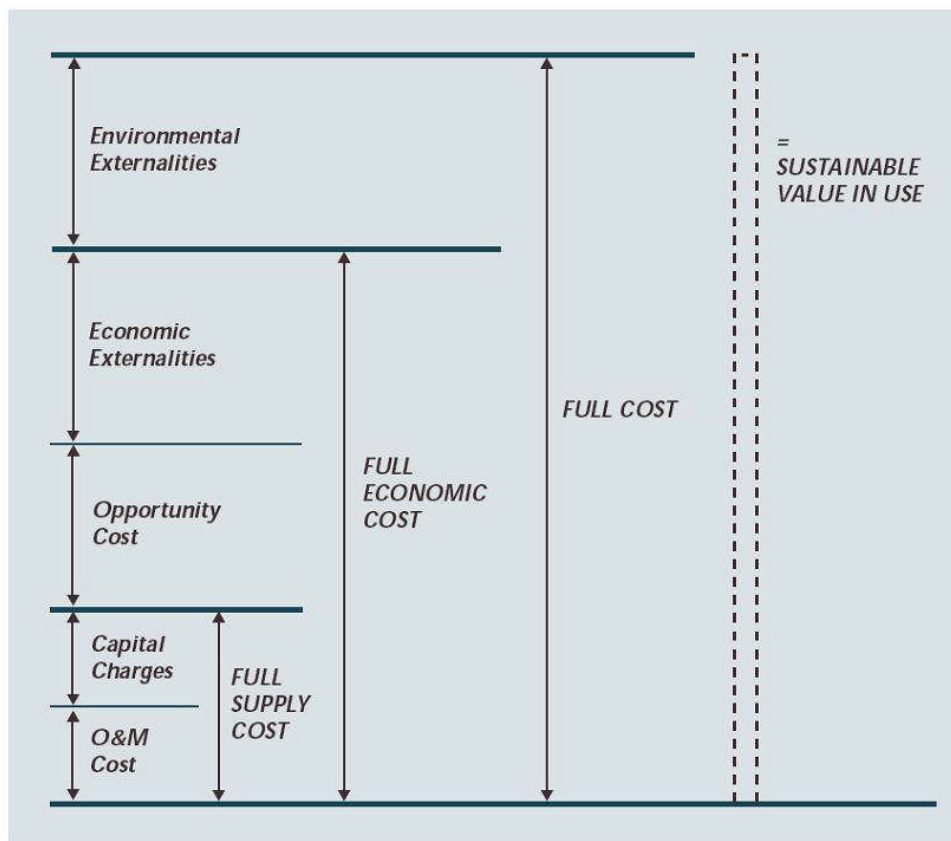 Environmental
Externalities
=
SUSTAINABLE
VALUE IN USE
Economic
Externalities
FULL COST
FULL
ECONOMIC
COST
Opportunity
Cost
Capital
Charges
FULL
SUPPLY
COST
O&M
Cost